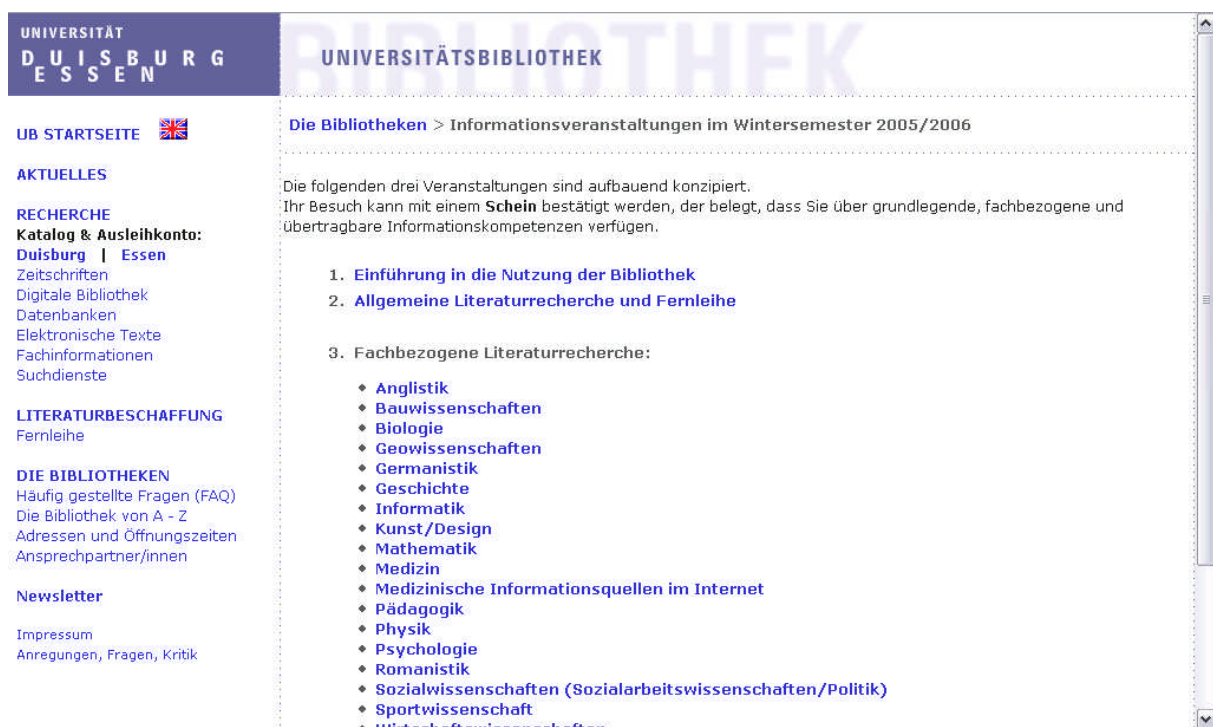 UNIVERSITÄT
DUISBURG
ESSEN
BIBLIOTHEK
UNIVERSITÄTSBIBLIOTHEK
UB STARTSEITE
AKTUELLES
RECHERCHE
Katalog & Ausleihkonto:
Duisburg | Essen
Zeitschriften
Digitale Bibliothek
Datenbanken
Elektronische Texte
Fachinformationen
Suchdienste
LITERATURBESCHAFFUNG
Fernleihe
DIE BIBLIOTHEKEN
Häufig gestellte Fragen (FAQ)
Die Bibliothek von A - Z
Adressen und Öffnungszeiten
Ansprechpartner/innen
Newsletter
Impressum
Anregungen, Fragen, Kritik
Die Bibliotheken > Informationsveranstaltungen im Wintersemester 2005/2006
Die folgenden drei Veranstaltungen sind aufbauend konzipiert.
Ihr Besuch kann mit einem Schein bestätigt werden, der belegt, dass Sie über grundlegende, fachbezogene und
übertragbare Informationskompetenzen verfügen.
1. Einführung in die Nutzung der Bibliothek
2. Allgemeine Literaturrecherche und Fernleihe
3. Fachbezogene Literaturrecherche:
Anglistik
Bauwissenschaften
Biologie
Geowissenschaften
Germanistik
Geschichte
Informatik
Kunst/Design
Mathematik
Medizin
Medizinische Informationsquellen im Internet
Pädagogik
Physik
Psychologie
Romanistik
Sozialwissenschaften (Sozialarbeitswissenschaften/Politik)
Sportwissenschaft